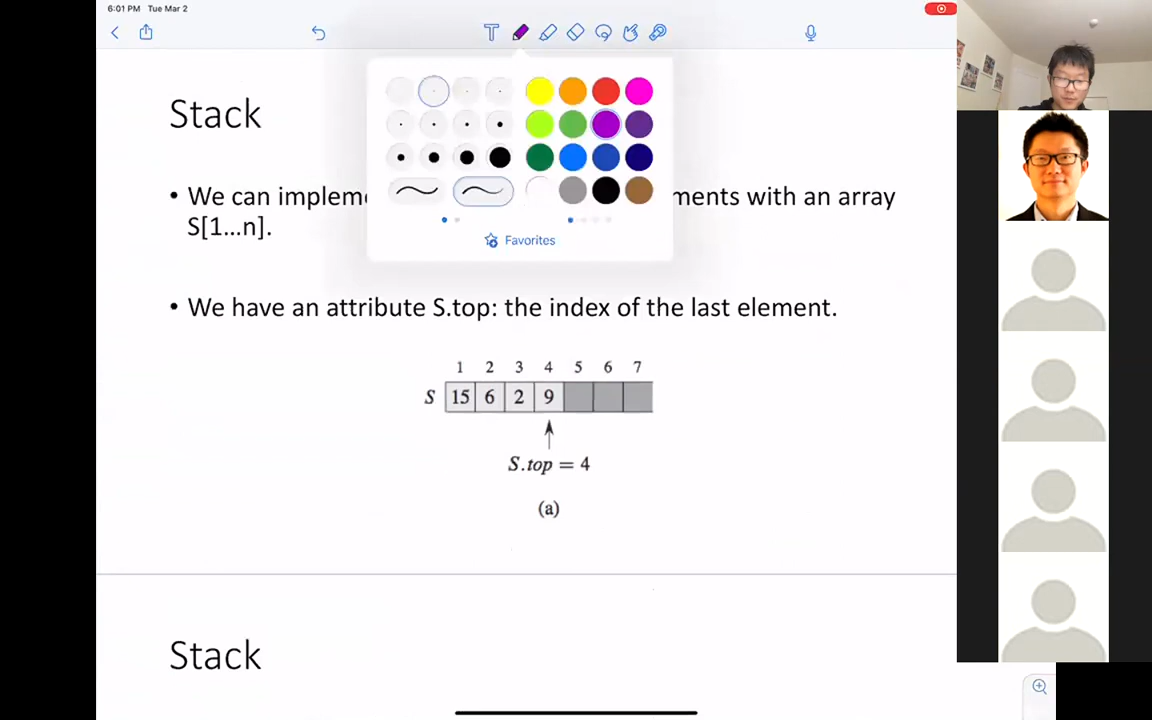 6:01 PM Tue Mar 2
T
Favorites
Stack
• We can impleme ments with an array
S[1...n].
• We have an attribute S.top: the index of the last element.
1 2 3 4 5 6 7
S 15 6 2 9
S.top = 4
(a)
Stack